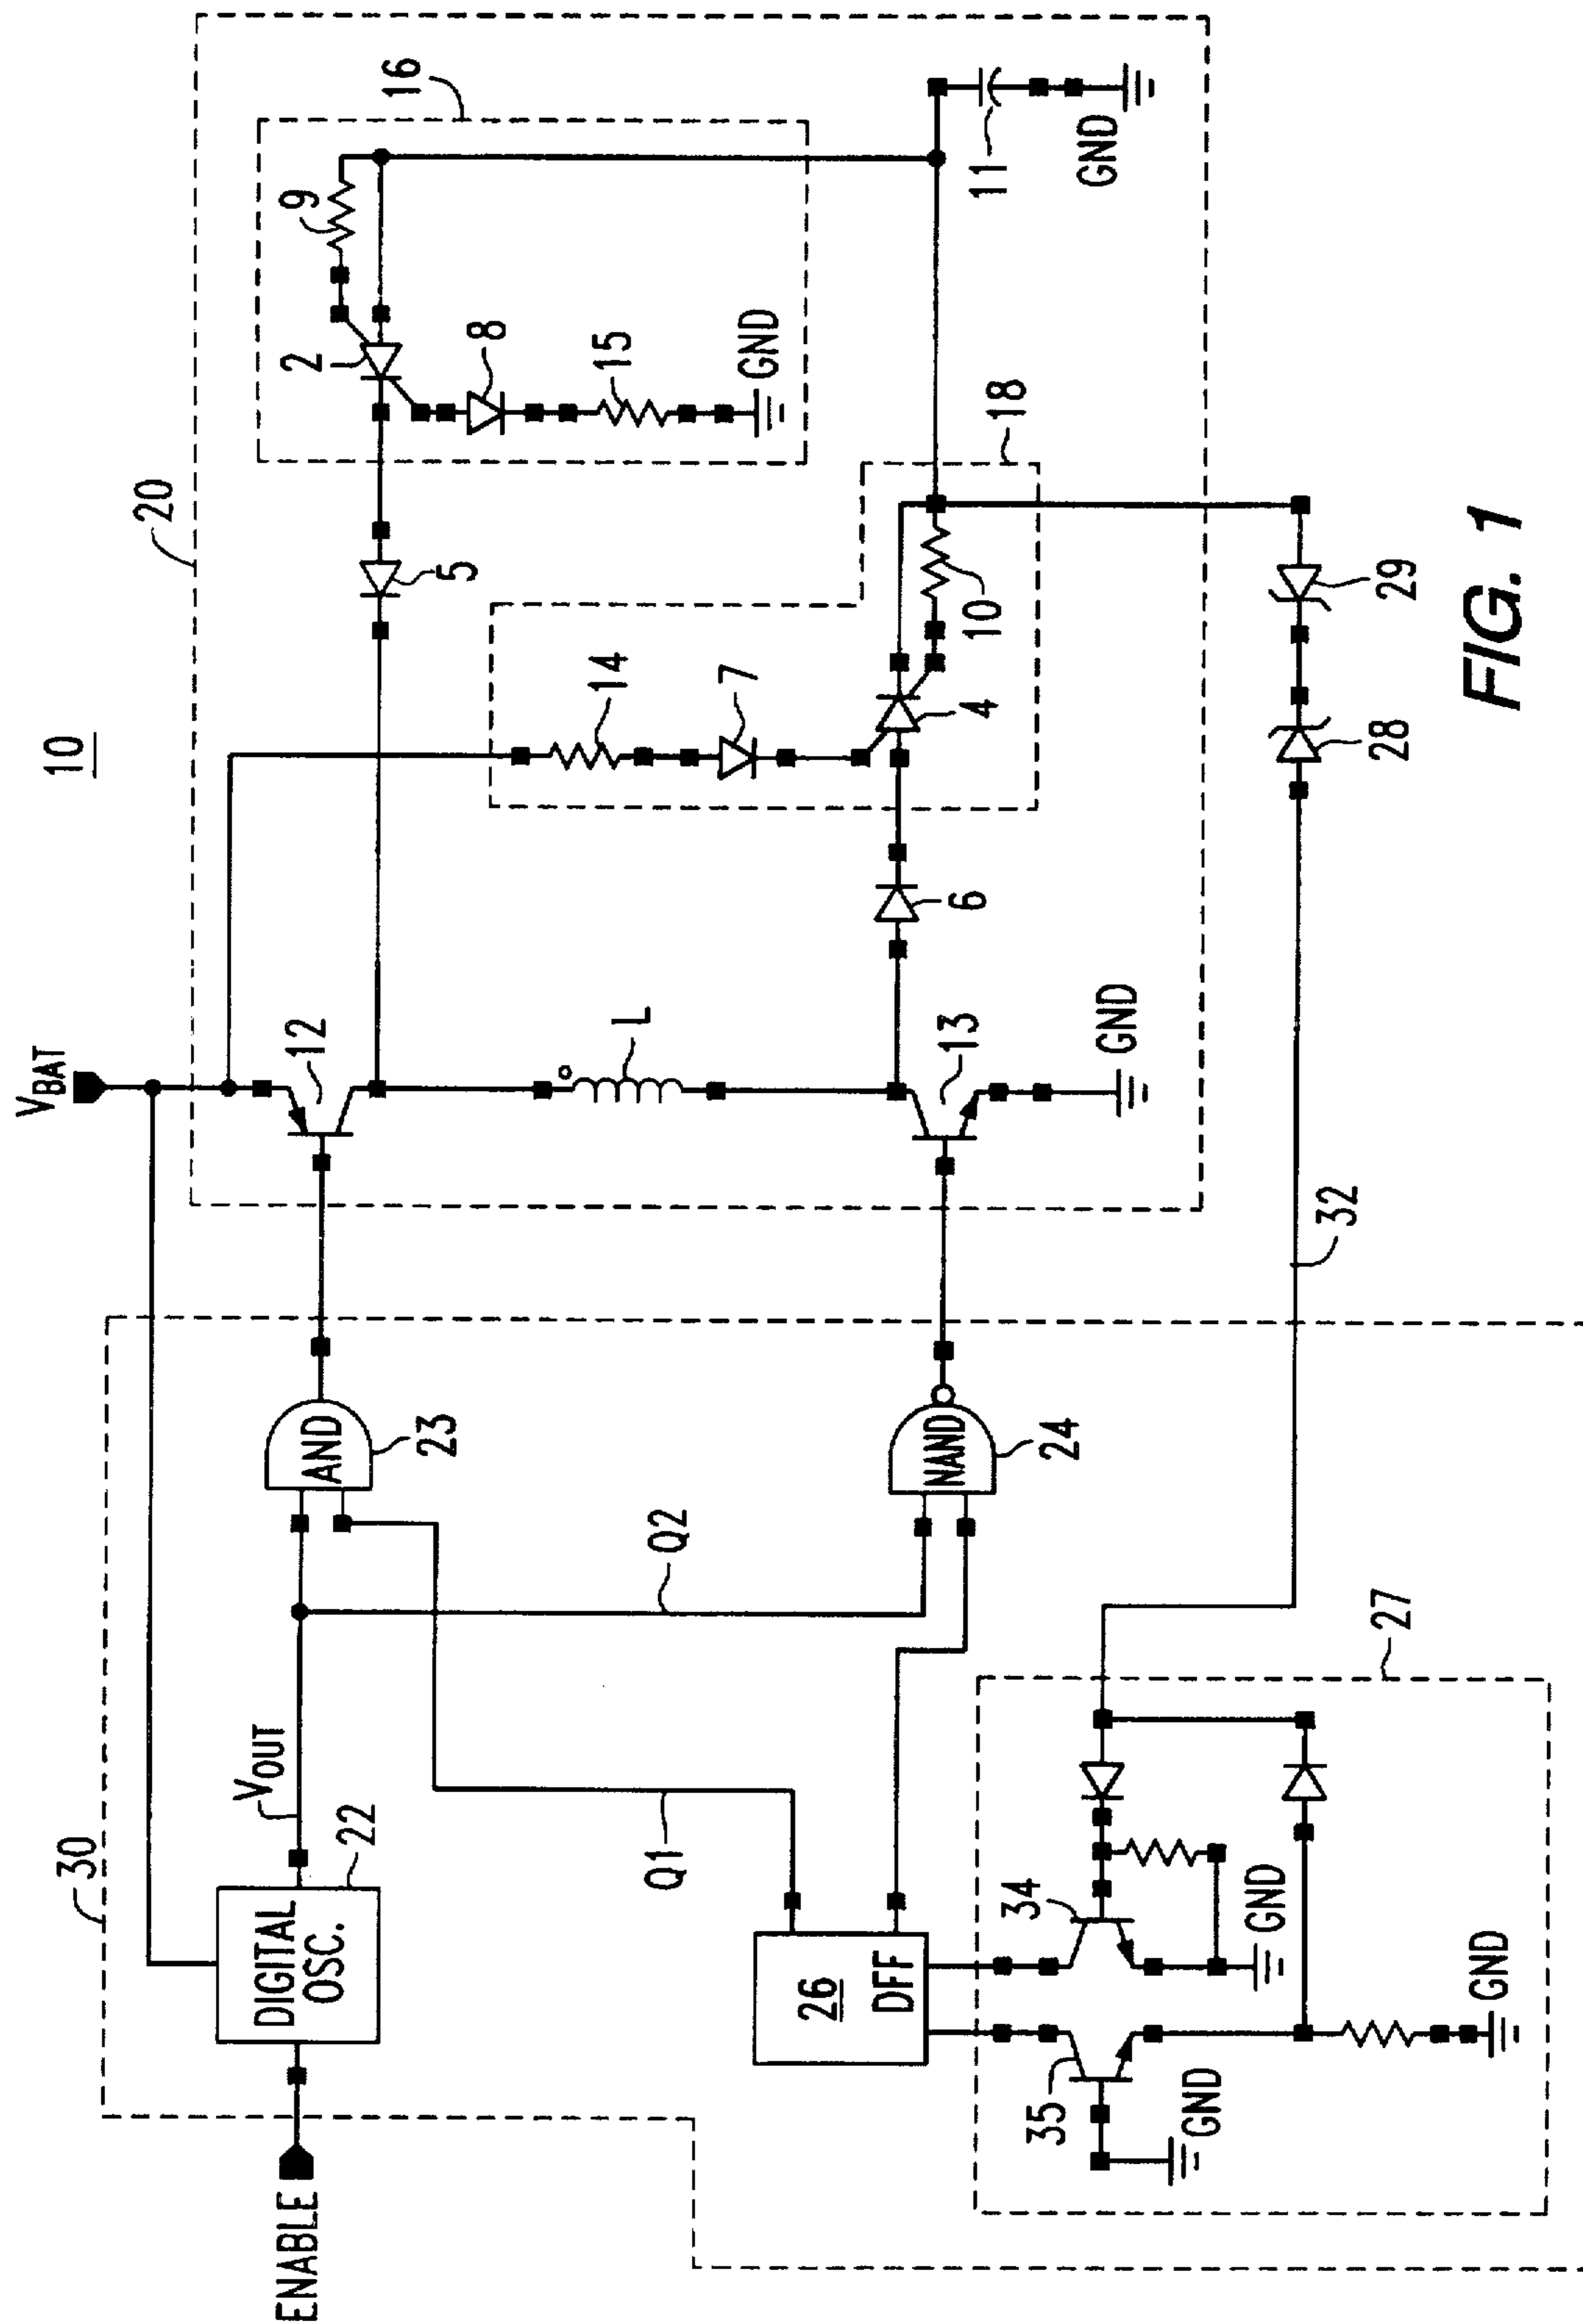 10
V_BAT
20
16
9
2
8
15
GND
5
12
14
7
18
L
10
4
6
13
GND
11
GND
29
28
32
30
ENABLE
DIGITAL
OSC.
22
V_OUT
AND
23
Q2
Q1
NAND
24
26
DFF
27
34
GND
35
GND
GND
FIG. 1